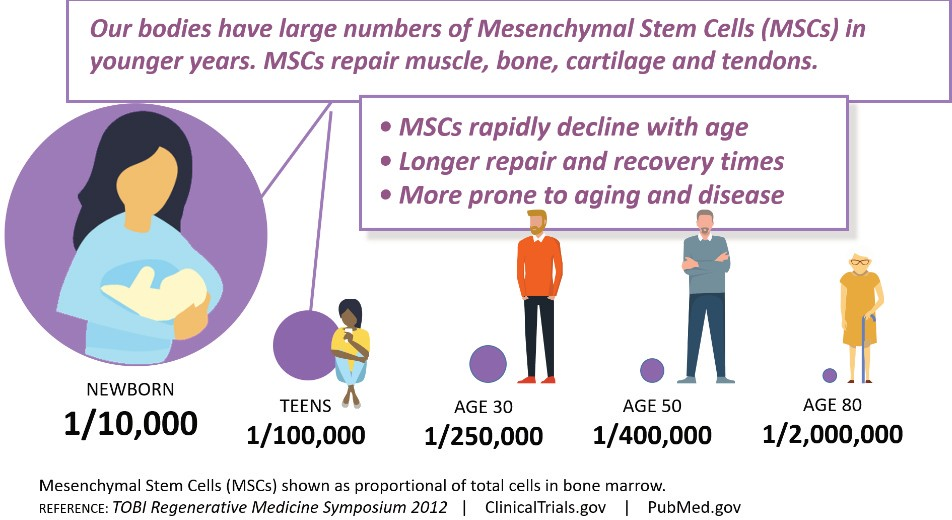 Our bodies have large numbers of Mesenchymal Stem Cells (MSCs) in
younger years. MSCs repair muscle, bone, cartilage and tendons.
• MSCs rapidly decline with age
• Longer repair and recovery times
• More prone to aging and disease
NEWBORN
1/10,000
TEENS
1/100,000
AGE 30
1/250,000
AGE 50
1/400,000
AGE 80
1/2,000,000
Mesenchymal Stem Cells (MSCs) shown as proportional of total cells in bone marrow.
REFERENCE: TOBI Regenerative Medicine Symposium 2012 | ClinicalTrials.gov | PubMed.gov